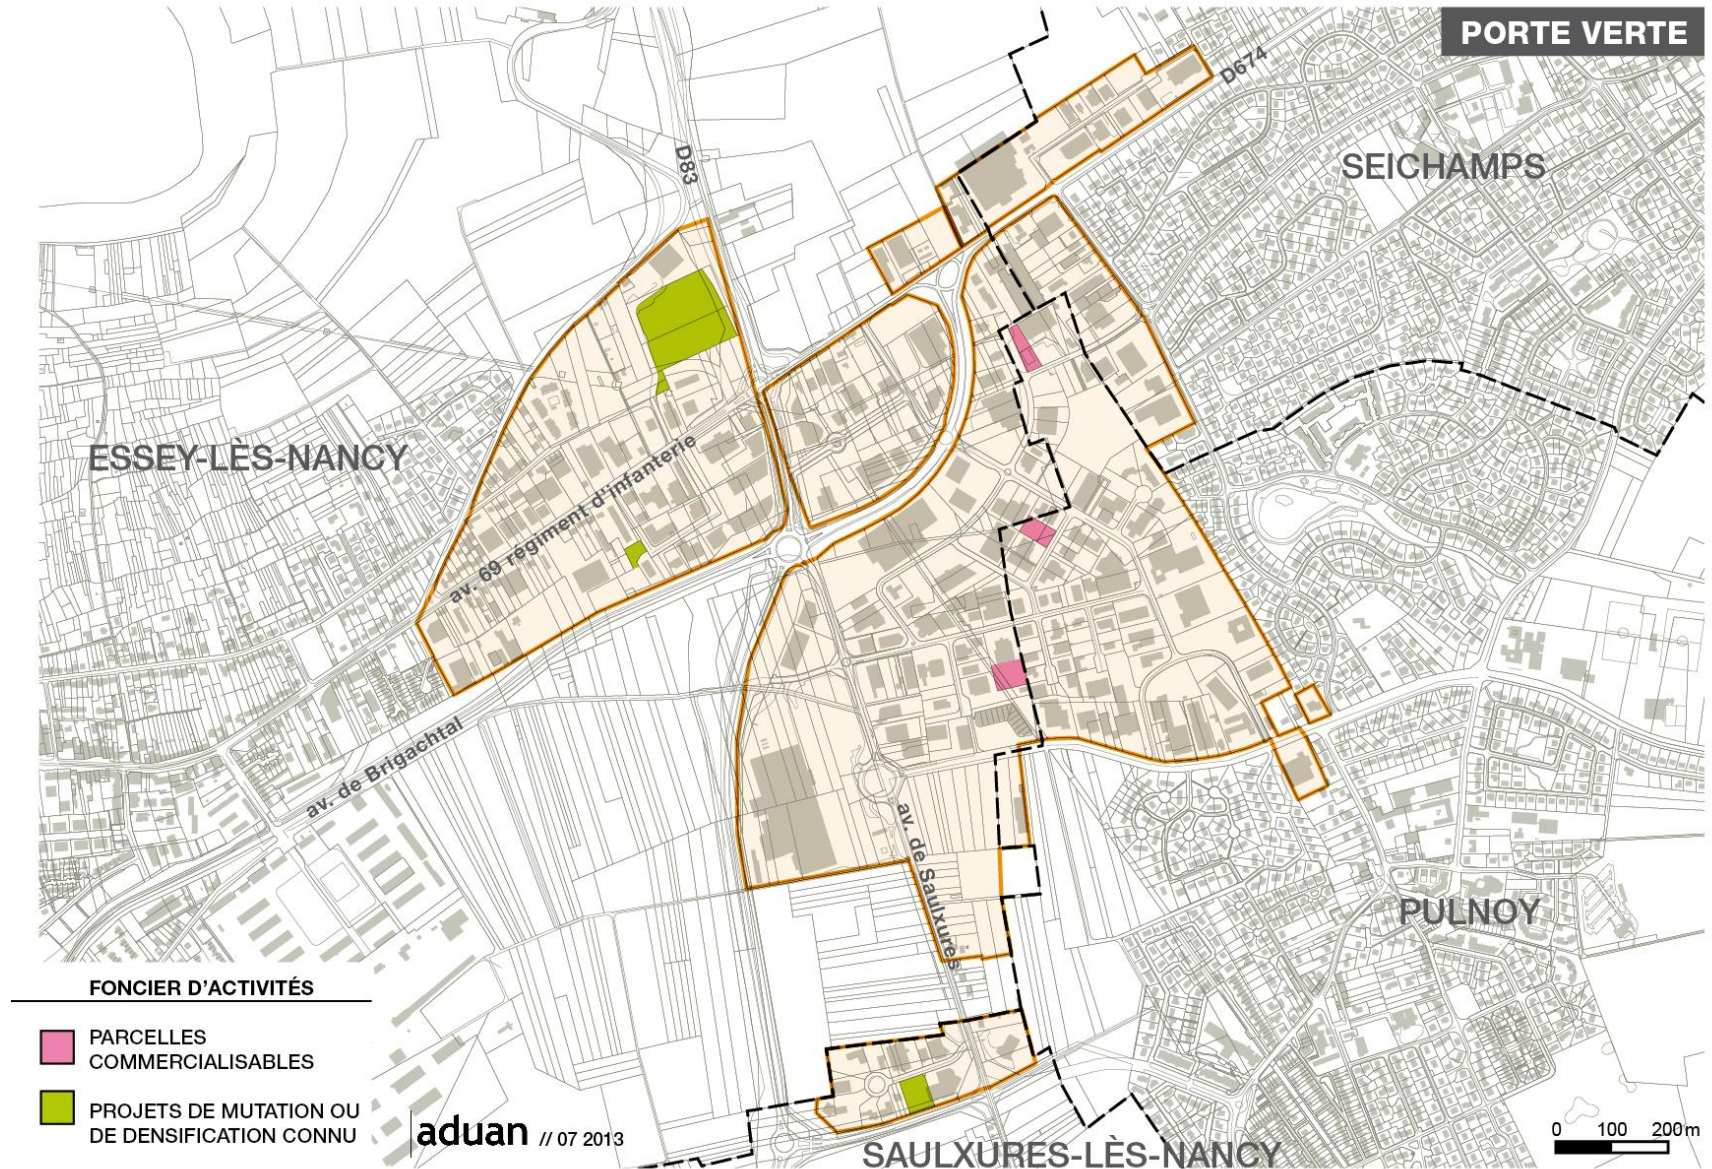 PORTE VERTE
D674
D83
SEICHAMPS
ESSEY-LÈS-NANCY
av. 69 régiment d'infanterie
av. de Brigachtal
av. de Saulxures
PULNOY
FONCIER D'ACTIVITÉS
PARCELLES
COMMERCIALISABLES
PROJETS DE MUTATION OU
DE DENSIFICATION CONNU
aduan // 07 2013
SAULXURES-LÈS-NANCY
0 100 200m